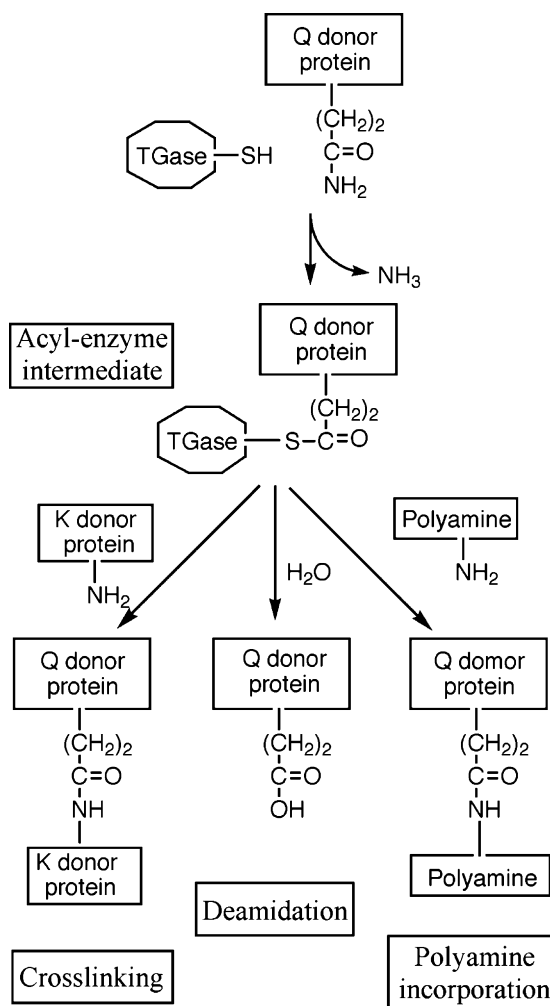 Q donor
protein
(CH₂)₂
TGase
SH
C=O
NH₂
NH₃
Acyl-enzyme
intermediate
Q donor
protein
(CH₂)₂
TGase
S–C=O
K donor
protein
NH₂
H₂O
Polyamine
NH₂
Q donor
protein
(CH₂)₂
C=O
NH
K donor
protein
Crosslinking
Q donor
protein
(CH₂)₂
C=O
OH
Deamidation
Q domor
protein
(CH₂)₂
C=O
NH
Polyamine
Polyamine
incorporation